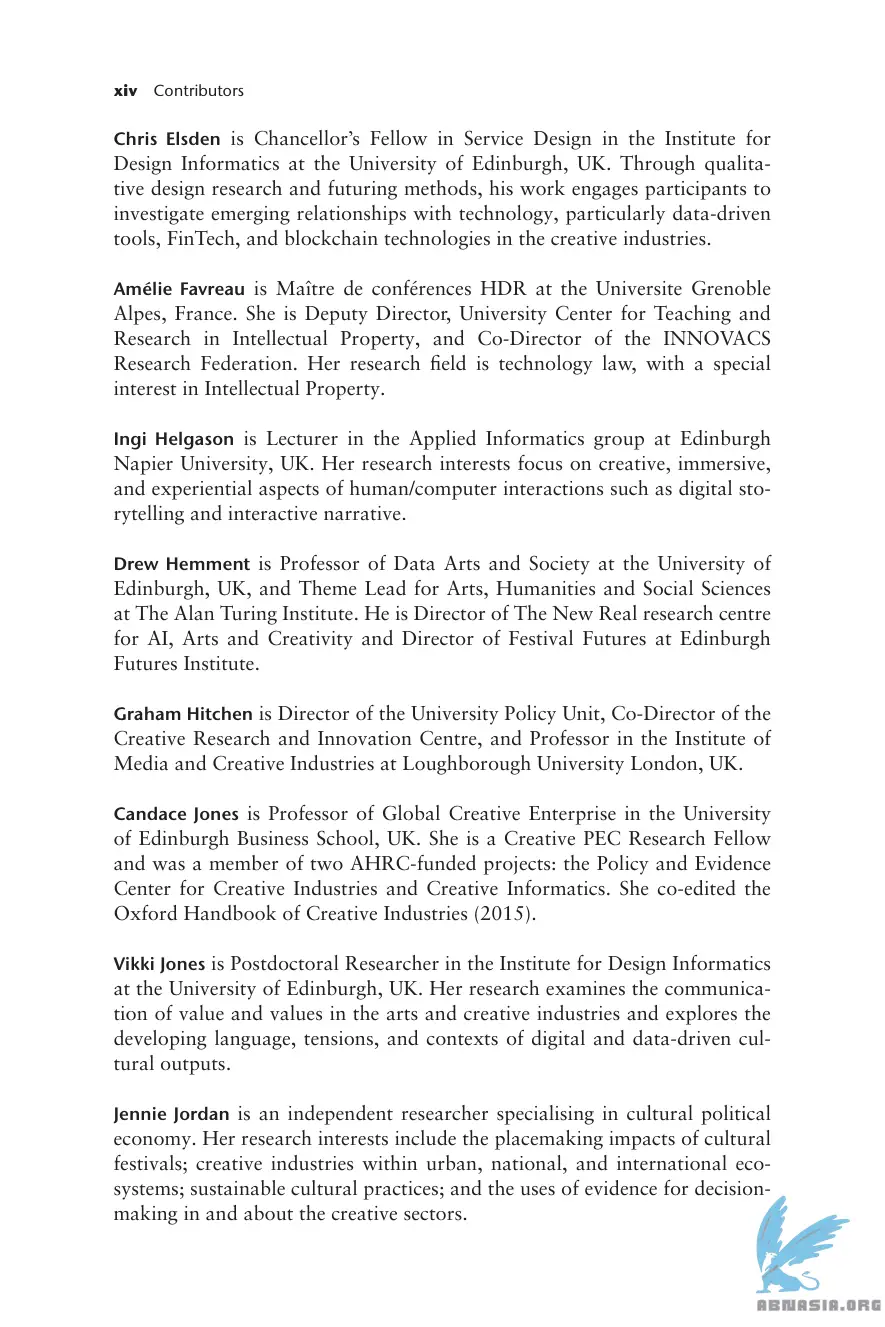 xiv Contributors
Chris Elsden is Chancellor’s Fellow in Service Design in the Institute for
Design Informatics at the University of Edinburgh, UK. Through qualita-
tive design research and futuring methods, his work engages participants to
investigate emerging relationships with technology, particularly data-driven
tools, FinTech, and blockchain technologies in the creative industries.
Amélie Favreau is Maître de conférences HDR at the Universite Grenoble
Alpes, France. She is Deputy Director, University Center for Teaching and
Research in Intellectual Property, and Co-Director of the INNOVACS
Research Federation. Her research field is technology law, with a special
interest in Intellectual Property.
Ingi Helgason is Lecturer in the Applied Informatics group at Edinburgh
Napier University, UK. Her research interests focus on creative, immersive,
and experiential aspects of human/computer interactions such as digital sto-
rytelling and interactive narrative.
Drew Hemment is Professor of Data Arts and Society at the University of
Edinburgh, UK, and Theme Lead for Arts, Humanities and Social Sciences
at The Alan Turing Institute. He is Director of The New Real research centre
for AI, Arts and Creativity and Director of Festival Futures at Edinburgh
Futures Institute.
Graham Hitchen is Director of the University Policy Unit, Co-Director of the
Creative Research and Innovation Centre, and Professor in the Institute of
Media and Creative Industries at Loughborough University London, UK.
Candace Jones is Professor of Global Creative Enterprise in the University
of Edinburgh Business School, UK. She is a Creative PEC Research Fellow
and was a member of two AHRC-funded projects: the Policy and Evidence
Center for Creative Industries and Creative Informatics. She co-edited the
Oxford Handbook of Creative Industries (2015).
Vikki Jones is Postdoctoral Researcher in the Institute for Design Informatics
at the University of Edinburgh, UK. Her research examines the communica-
tion of value and values in the arts and creative industries and explores the
developing language, tensions, and contexts of digital and data-driven cul-
tural outputs.
Jennie Jordan is an independent researcher specialising in cultural political
economy. Her research interests include the placemaking impacts of cultural
festivals; creative industries within urban, national, and international eco-
systems; sustainable cultural practices; and the uses of evidence for decision-
making in and about the creative sectors.
ABNASIA.ORG